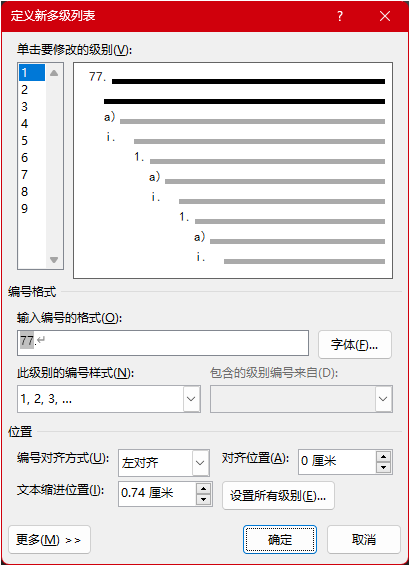 定义新多级列表
单击要修改的级别(V):
1
2
3
4
5
6
7
8
9
77.
a)
i.
1.
a)
i.
1.
a)
i.
编号格式
输入编号的格式(O):
77.
字体(F)...
此级别的编号样式(N):
包含的级别编号来自(D):
1, 2, 3, ...
位置
编号对齐方式(U):
左对齐
对齐位置(A):
0 厘米
文本缩进位置(I):
0.74 厘米
设置所有级别(E)...
更多(M) >>
确定
取消